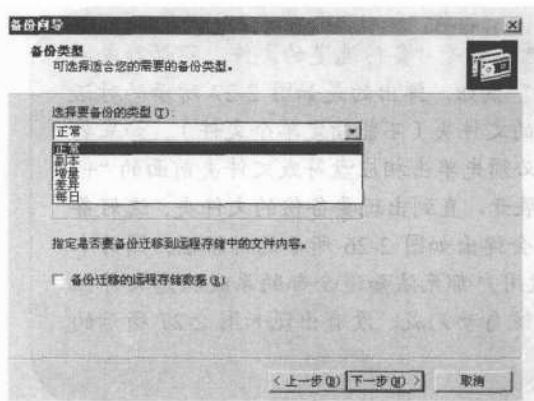 备份向导
备份类型
可选择适合您的需要的备份类型。
选择要备份的类型(T):
正常
正常
副本
增量
差异
每日
指定是否要备份迁移到远程存储中的文件内容。
备份迁移的远程存储数据(R)
<上一步(B)
下一步(N) >
取消